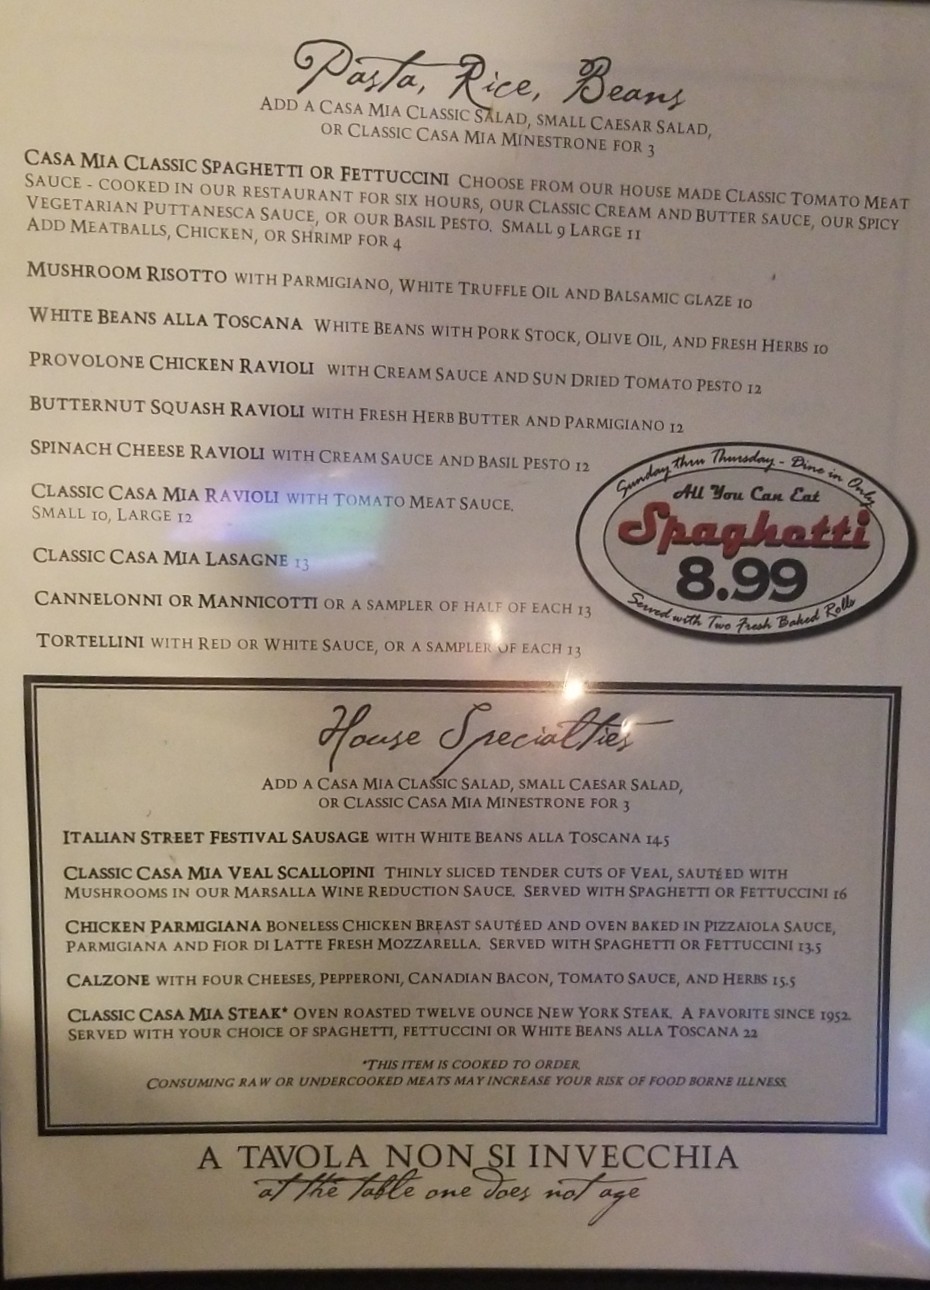 Pasta, Rice, Beans
ADD A CASA MIA CLASSIC SALAD, SMALL CAESAR SALAD,
OR CLASSIC CASA MIA MINESTRONE FOR 3
CASA MIA CLASSIC SPAGHETTI OR FETTUCCINI CHOOSE FROM OUR HOUSE MADE CLASSIC TOMATO MEAT
SAUCE - COOKED IN OUR RESTAURANT FOR SIX HOURS, OUR CLASSIC CREAM AND BUTTER SAUCE, OUR SPICY
VEGETARIAN PUTTANESCA SAUCE, OR OUR BASIL PESTO. SMALL 9 LARGE 11
ADD MEATBALLS, CHICKEN, OR SHRIMP FOR 4
MUSHROOM RISOTTO WITH PARMIGIANO, WHITE TRUFFLE OIL AND BALSAMIC GLAZE 10
WHITE BEANS ALLA TOSCANA WHITE BEANS WITH PORK STOCK, OLIVE OIL, AND FRESH HERBS 10
PROVOLONE CHICKEN RAVIOLI WITH CREAM SAUCE AND SUN DRIED TOMATO PESTO 12
BUTTERNUT SQUASH RAVIOLI WITH FRESH HERB BUTTER AND PARMIGIANO 12
SPINACH CHEESE RAVIOLI WITH CREAM SAUCE AND BASIL PESTO 12
CLASSIC CASA MIA RAVIOLI WITH TOMATO MEAT SAUCE.
SMALL 10, LARGE 12
CLASSIC CASA MIA LASAGNE 13
CANNELONNI OR MANNICOTTI OR A SAMPLER OF HALF OF EACH 13
TORTELLINI WITH RED OR WHITE SAUCE, OR A SAMPLER OF EACH 13
Sunday thru Thursday - Dine in Only
All You Can Eat
Spaghetti
8.99
Served with Two Fresh Baked Rolls
House Specialties
ADD A CASA MIA CLASSIC SALAD, SMALL CAESAR SALAD,
OR CLASSIC CASA MIA MINESTRONE FOR 3
ITALIAN STREET FESTIVAL SAUSAGE WITH WHITE BEANS ALLA TOSCANA 14.5
CLASSIC CASA MIA VEAL SCALLOPINI THINLY SLICED TENDER CUTS OF VEAL, SAUTÉED WITH
MUSHROOMS IN OUR MARSALLA WINE REDUCTION SAUCE. SERVED WITH SPAGHETTI OR FETTUCCINI 16
CHICKEN PARMIGIANA BONELESS CHICKEN BREAST SAUTÉED AND OVEN BAKED IN PIZZAIOLA SAUCE,
PARMIGIANA AND FIOR DI LATTE FRESH MOZZARELLA. SERVED WITH SPAGHETTI OR FETTUCCINI 13.5
CALZONE WITH FOUR CHEESES, PEPPERONI, CANADIAN BACON, TOMATO SAUCE, AND HERBS 15.5
CLASSIC CASA MIA STEAK* OVEN ROASTED TWELVE OUNCE NEW YORK STEAK. A FAVORITE SINCE 1952.
SERVED WITH YOUR CHOICE OF SPAGHETTI, FETTUCCINI OR WHITE BEANS ALLA TOSCANA 22
*THIS ITEM IS COOKED TO ORDER.
CONSUMING RAW OR UNDERCOOKED MEATS MAY INCREASE YOUR RISK OF FOOD BORNE ILLNESS.
A TAVOLA NON SI INVECCHIA
at the table one does not age